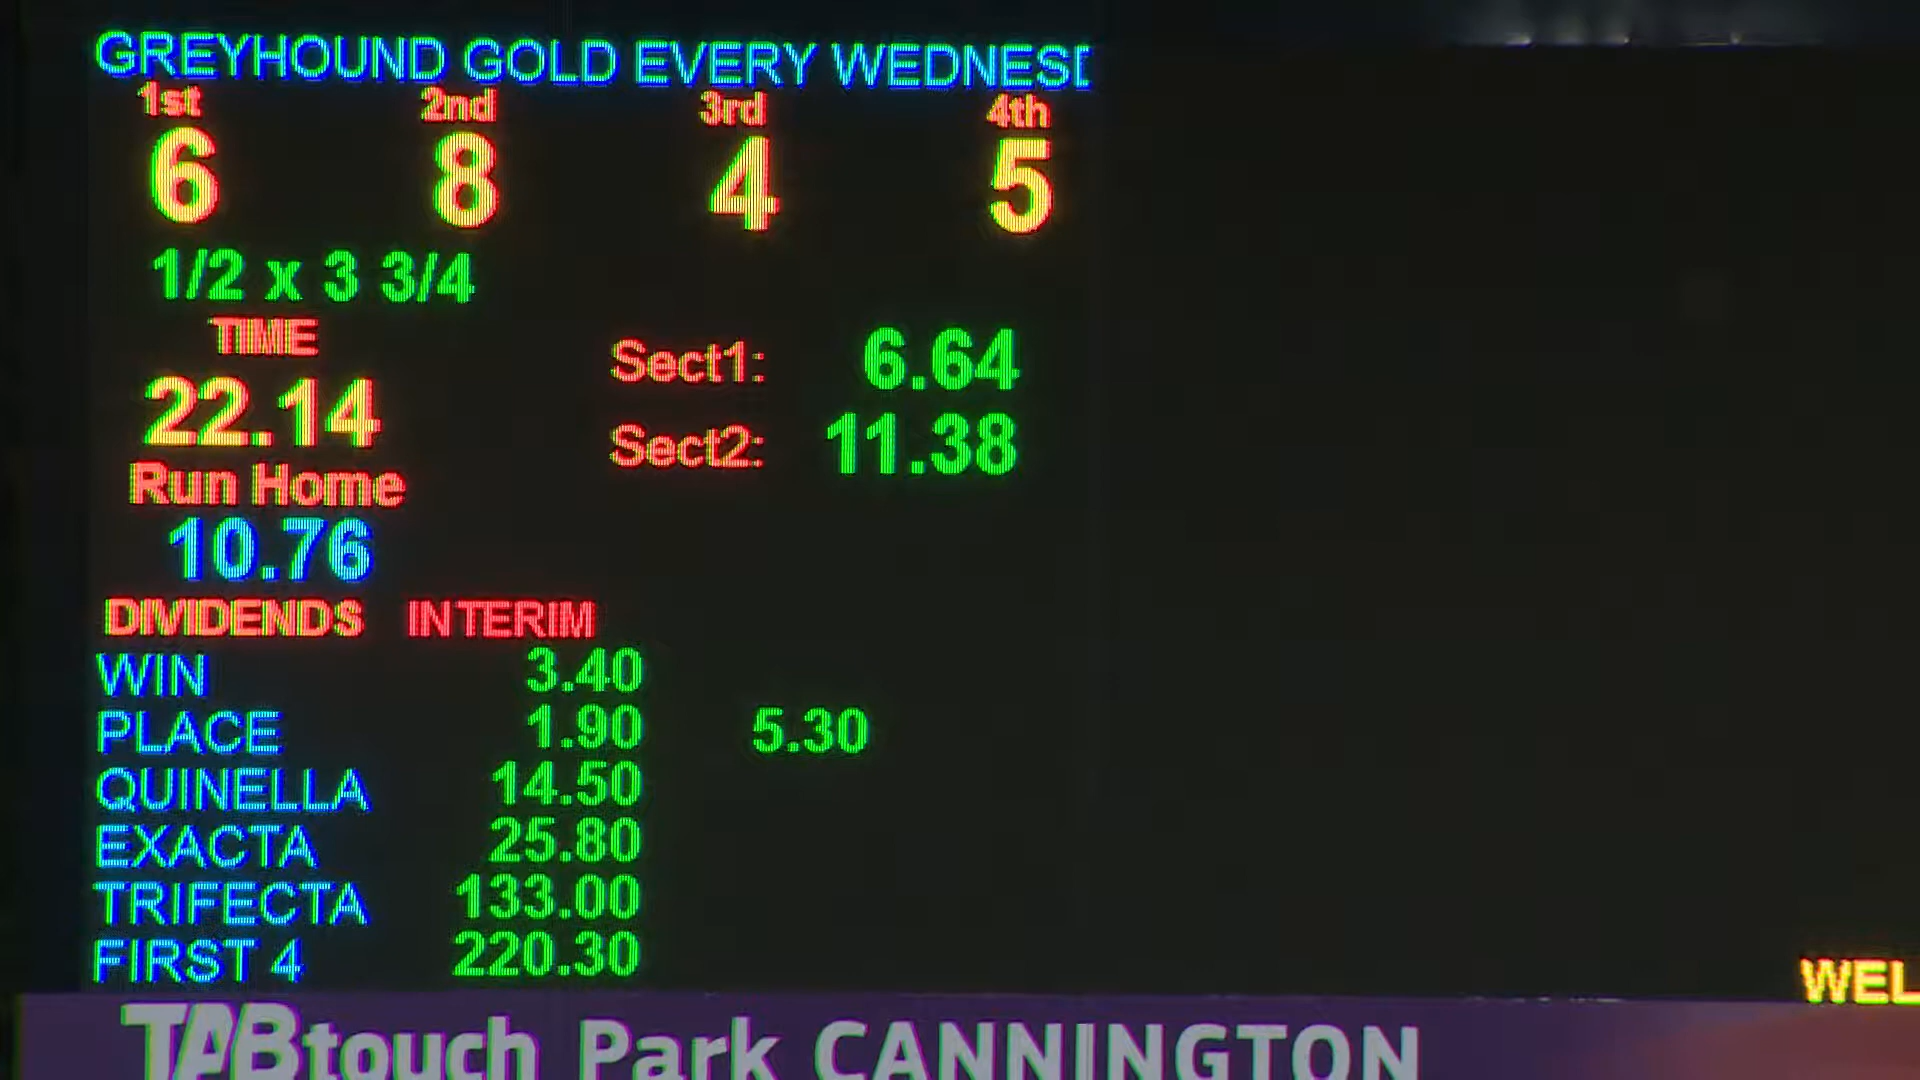 GREYHOUND GOLD EVERY WEDNESD
1st 2nd 3rd 4th
6 8 4 5
1/2 x 3 3/4
TIME
22.14
Sect1: 6.64
Sect2: 11.38
Run Home
10.76
DIVIDENDS INTERIM
WIN 3.40
PLACE 1.90 5.30
QUINELLA 14.50
EXACTA 25.80
TRIFECTA 133.00
FIRST 4 220.30
WEL
TABtouch Park CANNINGTON